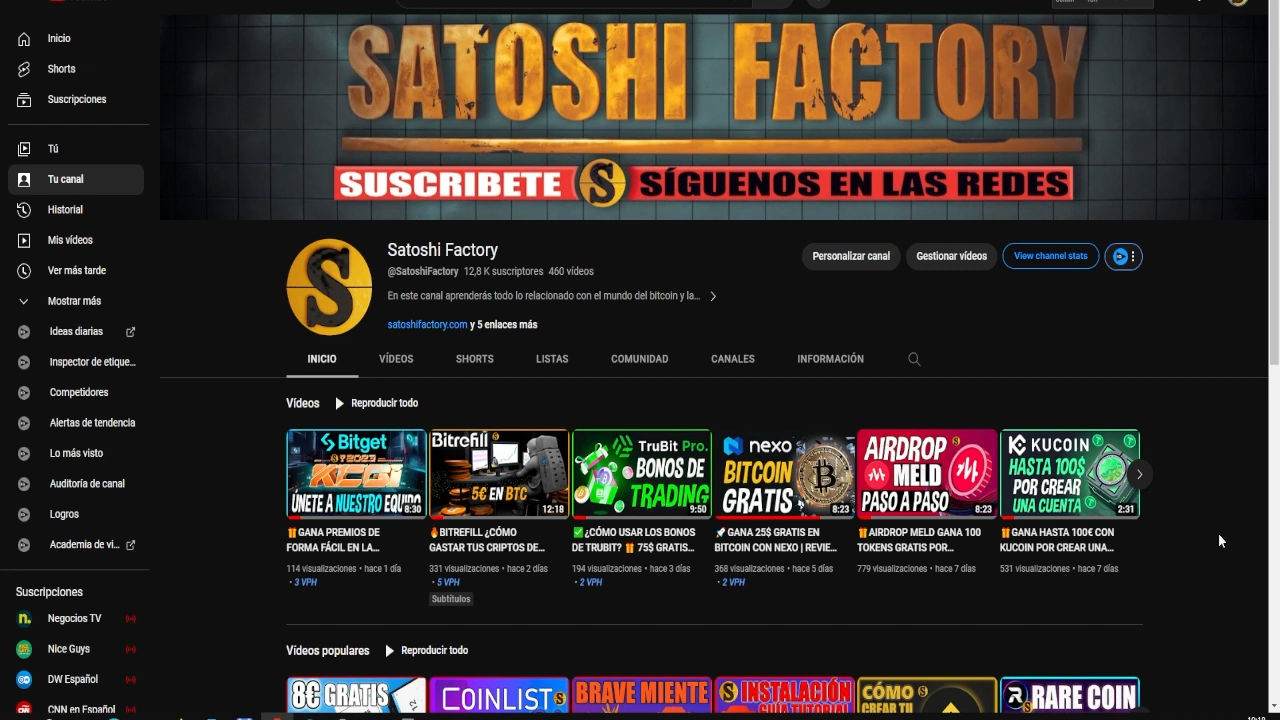 SATOSHI FACTORY
SUSCRIBETE S SÍGUENOS EN LAS REDES
Inicio
Shorts
Suscripciones
Tú
Tu canal
Historial
Mis vídeos
Ver más tarde
Mostrar más
Ideas diarias
Inspector de etique...
Competidores
Alertas de tendencia
Lo más visto
Auditoría de canal
Logros
Academia de vi...
Suscripciones
Negocios TV
Nice Guys
DW Español
CNN en Español
Satoshi Factory
@SatoshiFactory 12,8 K suscriptores 460 vídeos
En este canal aprenderás todo lo relacionado con el mundo del bitcoin y la...
satoshifactory.com y 5 enlaces más
Personalizar canal
Gestionar vídeos
View channel stats
INICIO VÍDEOS SHORTS LISTAS COMUNIDAD CANALES INFORMACIÓN
Vídeos Reproducir todo
Bitget
2023
KCGI
ÚNETE A NUESTRO EQUIPO
8:30
GANA PREMIOS DE
FORMA FÁCIL EN LA...
114 visualizaciones • hace 1 día
• 3 VPH
Bitrefill
5€ EN BTC
12:18
BITREFILL ¿CÓMO
GASTAR TUS CRIPTOS DE...
331 visualizaciones • hace 2 días
• 5 VPH
Subtítulos
TruBit Pro.
BONOS DE
TRADING
9:50
¿CÓMO USAR LOS BONOS
DE TRUBIT? 75$ GRATIS...
194 visualizaciones • hace 3 días
• 2 VPH
nexo
BITCOIN
GRATIS
8:23
GANA 25$ GRATIS EN
BITCOIN CON NEXO | REVIE...
368 visualizaciones • hace 5 días
• 2 VPH
AIRDROP
MELD
PASO A PASO
8:23
AIRDROP MELD GANA 100
TOKENS GRATIS POR...
779 visualizaciones • hace 7 días
KUCOIN
HASTA 100$
POR CREAR
UNA CUENTA
2:31
GANA HASTA 100€ CON
KUCOIN POR CREAR UNA...
531 visualizaciones • hace 7 días
Vídeos populares Reproducir todo
8€ GRATIS
COINLIST
BRAVE MIENTE
INSTALACIÓN
GUÍA TUTORIAL
CÓMO
CREAR TU
RARE COIN